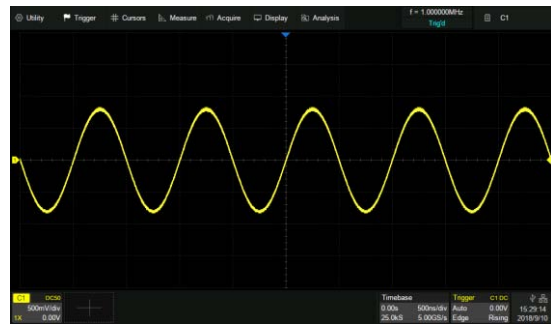 Utility Trigger Cursors Measure Acquire Display Analysis
f = 1.000000MHz
Trig'd
C1
C1 DC50
500mV/div
1X 0.00V
Timebase
0.00s 500ns/div
25.0kS 5.00GS/s
Trigger C1 DC
Auto 0.00V
Edge Rising
15:29:14
2018/9/10